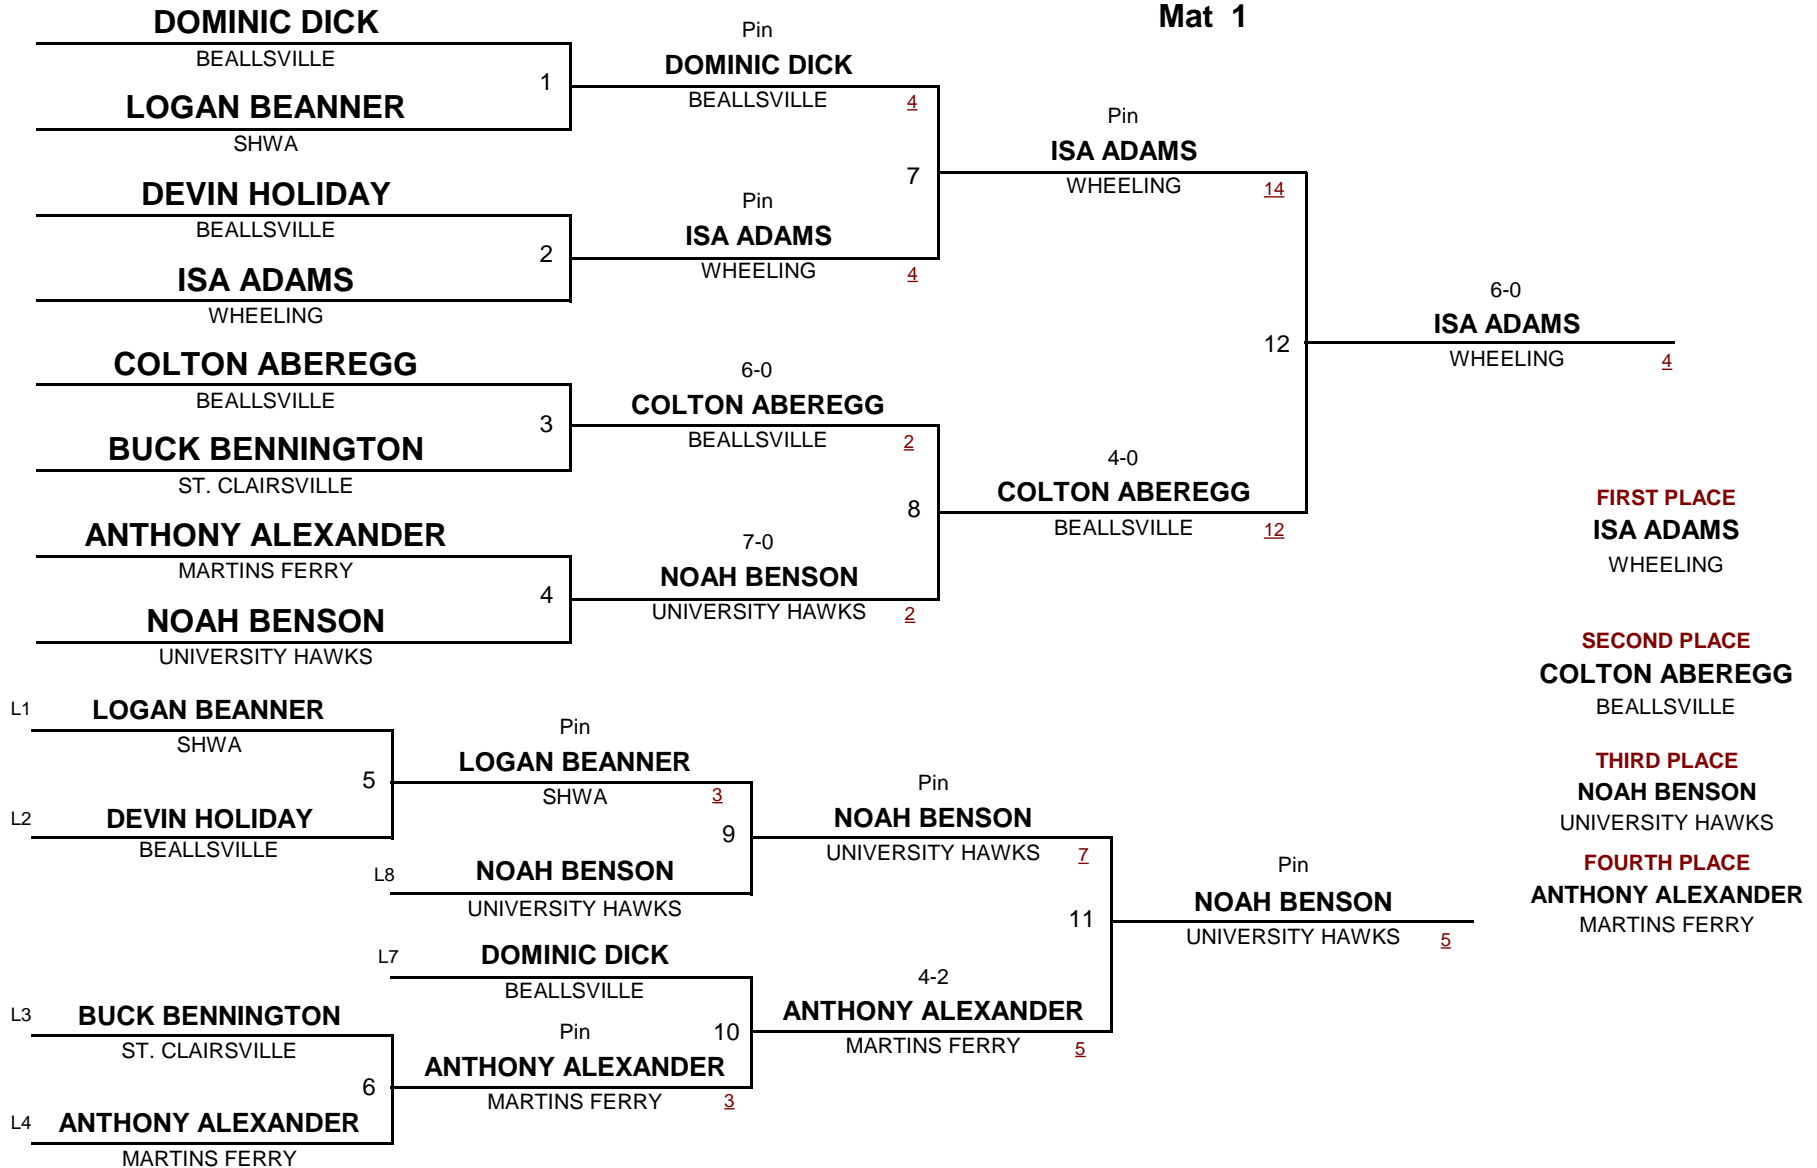 Mat 1
DOMINIC DICK
BEALLSVILLE
1
LOGAN BEANNER
SHWA
DEVIN HOLIDAY
BEALLSVILLE
2
ISA ADAMS
WHEELING
COLTON ABEREGG
BEALLSVILLE
3
BUCK BENNINGTON
ST. CLAIRSVILLE
ANTHONY ALEXANDER
MARTINS FERRY
4
NOAH BENSON
UNIVERSITY HAWKS
Pin
DOMINIC DICK
BEALLSVILLE 4
7
Pin
ISA ADAMS
WHEELING 4
6-0
COLTON ABEREGG
BEALLSVILLE 2
8
7-0
NOAH BENSON
UNIVERSITY HAWKS 2
Pin
ISA ADAMS
WHEELING 14
12
4-0
COLTON ABEREGG
BEALLSVILLE 12
6-0
ISA ADAMS
WHEELING 4
L1 LOGAN BEANNER
SHWA
5
L2 DEVIN HOLIDAY
BEALLSVILLE
Pin
LOGAN BEANNER
SHWA 3
9
L8 NOAH BENSON
UNIVERSITY HAWKS
L7 DOMINIC DICK
BEALLSVILLE
10
L3 BUCK BENNINGTON
ST. CLAIRSVILLE
6
L4 ANTHONY ALEXANDER
MARTINS FERRY
Pin
ANTHONY ALEXANDER
MARTINS FERRY 3
Pin
NOAH BENSON
UNIVERSITY HAWKS 7
11
4-2
ANTHONY ALEXANDER
MARTINS FERRY 5
Pin
NOAH BENSON
UNIVERSITY HAWKS 5
FIRST PLACE
ISA ADAMS
WHEELING
SECOND PLACE
COLTON ABEREGG
BEALLSVILLE
THIRD PLACE
NOAH BENSON
UNIVERSITY HAWKS
FOURTH PLACE
ANTHONY ALEXANDER
MARTINS FERRY